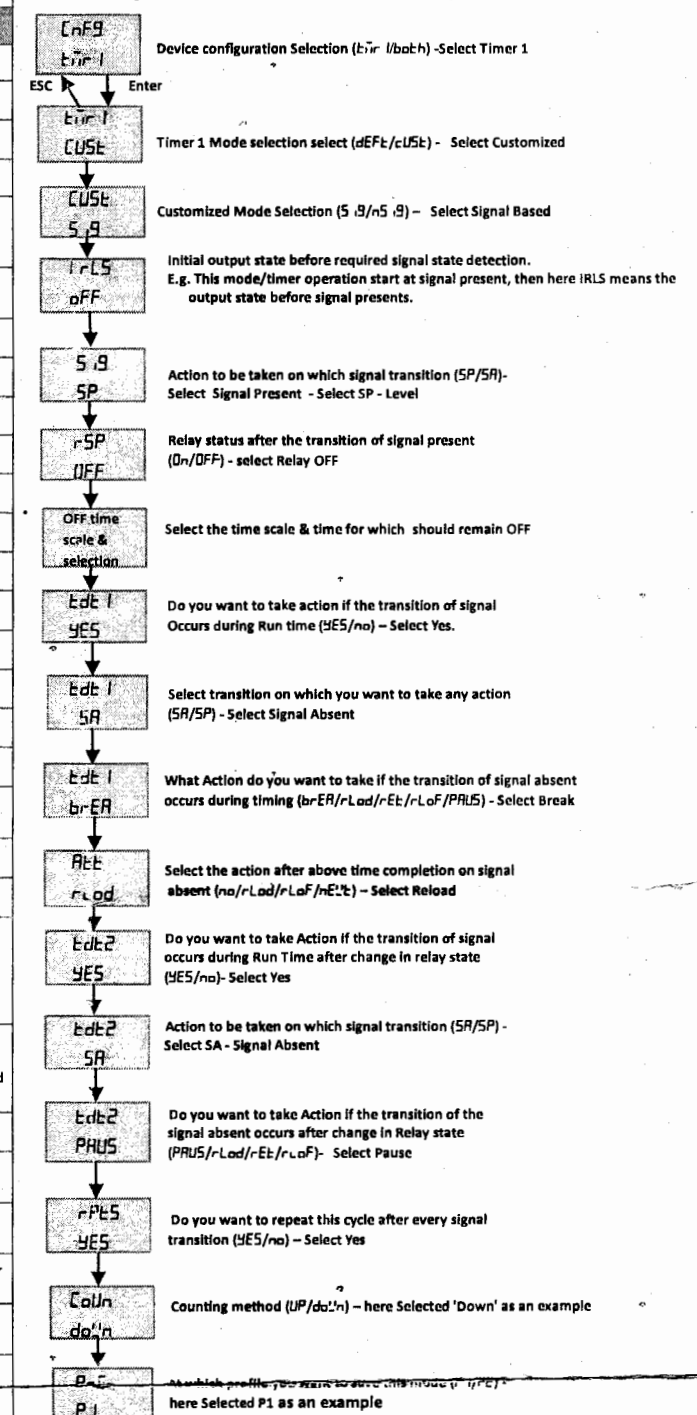 CnFg
tmr 1
Device configuration Selection (tmr 1/both) -Select Timer 1
ESC Enter
tmr 1
CUSt
Timer 1 Mode selection select (dEFt/cUSt) - Select Customized
CUSt
Sig
Customized Mode Selection (Sig/nSig) – Select Signal Based
IrLS
oFF
Initial output state before required signal state detection.
E.g. This mode/timer operation start at signal present, then here IRLS means the
output state before signal presents.
Sig
SP
Action to be taken on which signal transition (SP/SA)-
Select Signal Present - Select SP - Level
rSP
OFF
Relay status after the transition of signal present
(On/OFF) - select Relay OFF
OFF time
scale &
selection
Select the time scale & time for which should remain OFF
tdt 1
YES
Do you want to take action if the transition of signal
Occurs during Run time (YES/no) – Select Yes.
tdt 1
SA
Select transition on which you want to take any action
(SA/SP) - Select Signal Absent
tdt 1
brEA
What Action do you want to take if the transition of signal absent
occurs during timing (brEA/rLod/rEt/rLoF/PAUS) - Select Break
Att
rLod
Select the action after above time completion on signal
absent (no/rLod/rLoF/nEWt) – Select Reload
tdt2
YES
Do you want to take Action if the transition of signal
occurs during Run Time after change in relay state
(YES/no)- Select Yes
tdt2
SA
Action to be taken on which signal transition (SA/SP) -
Select SA - Signal Absent
tdt2
PAUS
Do you want to take Action if the transition of the
signal absent occurs after change in Relay state
(PAUS/rLod/rEt/rLoF)- Select Pause
rPtS
YES
Do you want to repeat this cycle after every signal
transition (YES/no) – Select Yes
CoUn
doWn
Counting method (UP/doWn) – here Selected 'Down' as an example
P1
here Selected P1 as an example